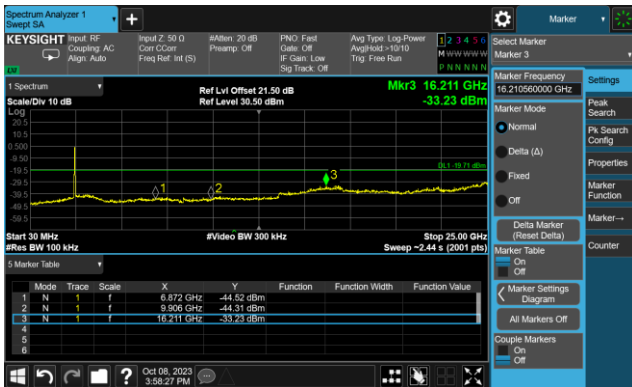 Spectrum Analyzer 1
Swept SA
Marker
KEYSIGHT
Input: RF
Coupling: AC
Align: Auto
Input Z: 50 Ω
Corr CCorr
Freq Ref: Int (S)
#Atten: 20 dB
Preamp: Off
PNO: Fast
Gate: Off
IF Gain: Low
Sig Track: Off
Avg Type: Log-Power
Avg|Hold:>10/10
Trig: Free Run
1 2 3 4 5 6
M W W W W W
P N N N N N
Select Marker
Marker 3
Marker Frequency
16.210560000 GHz
Settings
Marker Mode
Normal
Delta (Δ)
Fixed
Off
Delta Marker
(Reset Delta)
Marker Table
On
Off
Marker Settings
Diagram
All Markers Off
Couple Markers
On
Off
Peak
Search
Pk Search
Config
Properties
Marker
Function
Marker→
Counter
1 Spectrum
Scale/Div 10 dB
Ref Lvl Offset 21.50 dB
Ref Level 30.50 dBm
Mkr3 16.211 GHz
-33.23 dBm
Log
20.5
10.5
0.500
-9.50
-19.5
-29.5
-39.5
-49.5
-59.5
DL1 -19.71 dBm
1
2
3
Start 30 MHz
#Res BW 100 kHz
#Video BW 300 kHz
Stop 25.00 GHz
Sweep ~2.44 s (2001 pts)
5 Marker Table
Mode Trace Scale X Y Function Function Width Function Value
1 N 1 f 6.872 GHz -44.52 dBm
2 N 1 f 9.906 GHz -44.31 dBm
3 N 1 f 16.211 GHz -33.23 dBm
4
5
6
Oct 08, 2023
3:58:27 PM